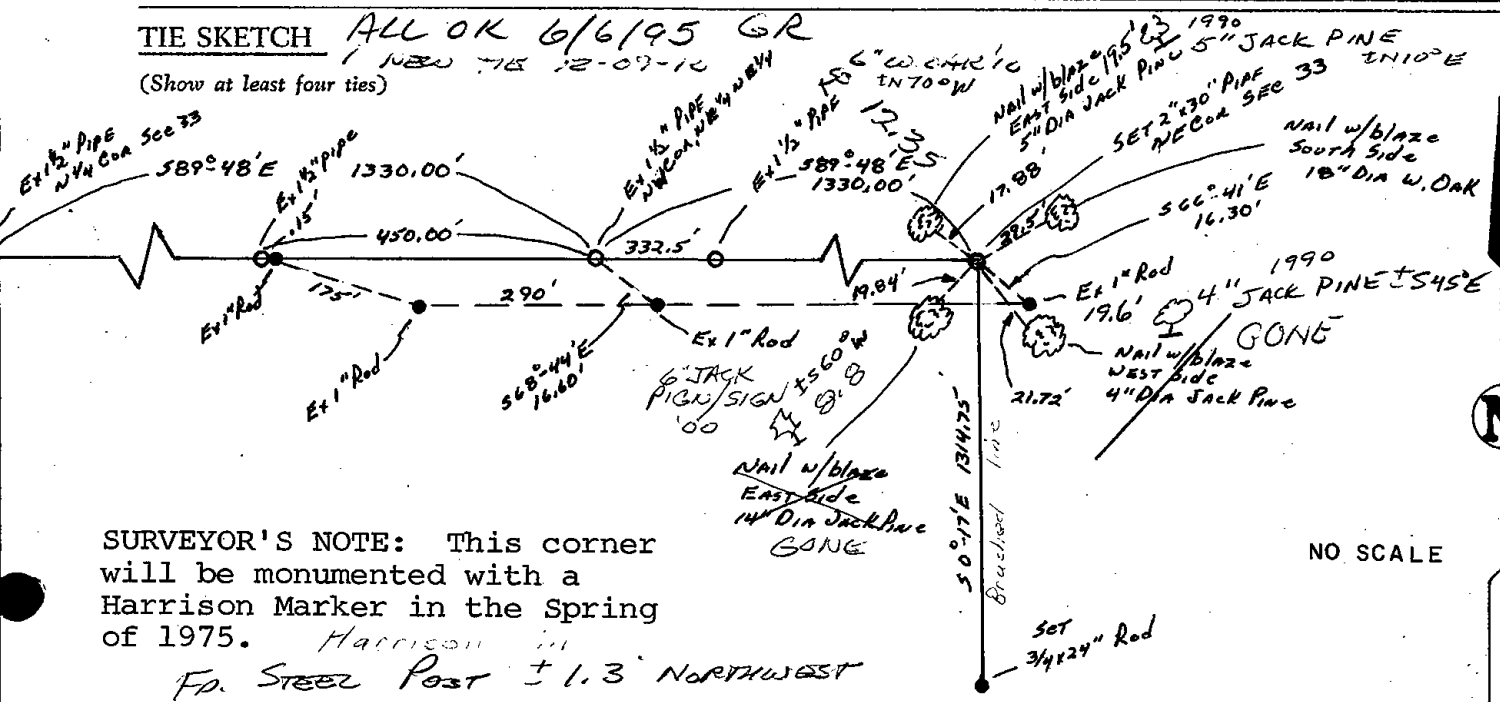 TIE SKETCH ALL OK 6/6/95 GR
1 NEW TIE 12-09-10
(Show at least four ties)
6" W. OAK '10
±N70°W
12.35
Nail w/blaze
EAST Side
5" DIA JACK PINE
1990
5" JACK PINE
±N10°E
SET 2"x30" PIPE
NE COR SEC 33
Nail w/blaze
South Side
18" DIA W. OAK
Ex 1½" PIPE
N¼ COR Sec 33
S89°-48'E 1330.00'
Ex 1½" pipe
.15'
Ex 1½" PIPE
NW COR, NE¼ NE¼
Ex 1½" PIPE
S89°-48'E
1330.00'
17.88'
S66°-41'E
16.30'
450.00'
332.5'
175'
290'
19.84'
Ex 1" Rod
Ex 1" Rod
S68°-44'E
16.60'
Ex 1" Rod
Ex 1" Rod
19.6'
1990
4" JACK PINE ±S45°E
GONE
Nail w/blaze
WEST Side
4" DIA JACK Pine
21.72'
6" JACK
PIGN/SIGN ±S60°W
'00
8.8
Nail w/blaze
EAST Side
14" DIA JACK Pine
GONE
S0°-17'E 1314.75'
Brushed line
SET
3/4x24" Rod
NO SCALE
N
SURVEYOR'S NOTE: This corner
will be monumented with a
Harrison Marker in the Spring
of 1975. Harrison in
FD. STEEL POST ±1.3' NORTHWEST